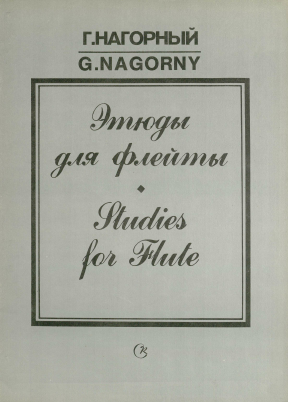 Г.НАГОРНЫЙ
G.NAGORNY
Этюды
для флейты
Studies
for Flute